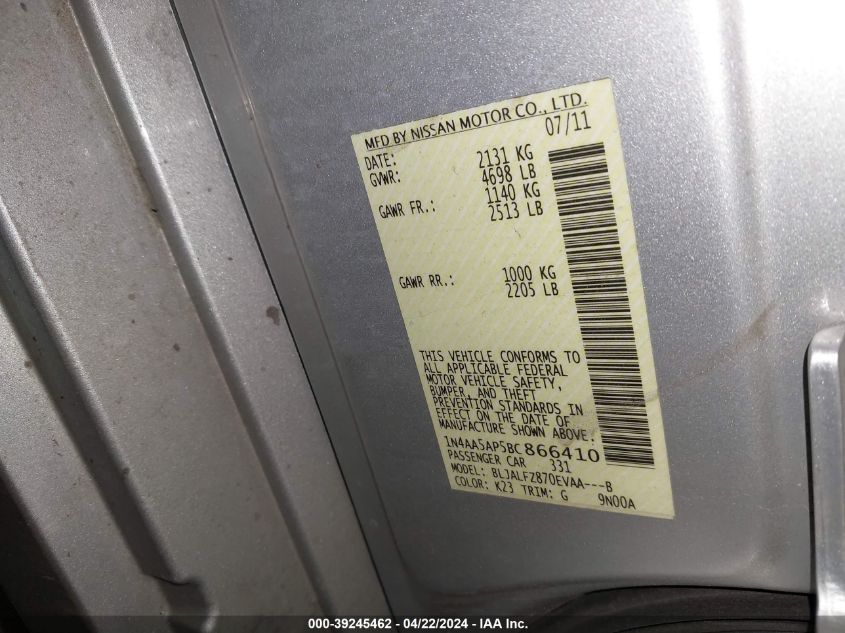 MFD BY NISSAN MOTOR CO., LTD.
DATE: 07/11
GVWR: 2131 KG
4698 LB
GAWR FR.: 1140 KG
2513 LB
GAWR RR.: 1000 KG
2205 LB
THIS VEHICLE CONFORMS TO
ALL APPLICABLE FEDERAL
MOTOR VEHICLE SAFETY,
BUMPER, AND THEFT
PREVENTION STANDARDS IN
EFFECT ON THE DATE OF
MANUFACTURE SHOWN ABOVE.
1N4AA5AP5BC866410
PASSENGER CAR 331
MODEL: BLJALFZ870EVAA---B
COLOR: K23 TRIM: G 9N00A
000-39245462 - 04/22/2024 - IAA Inc.